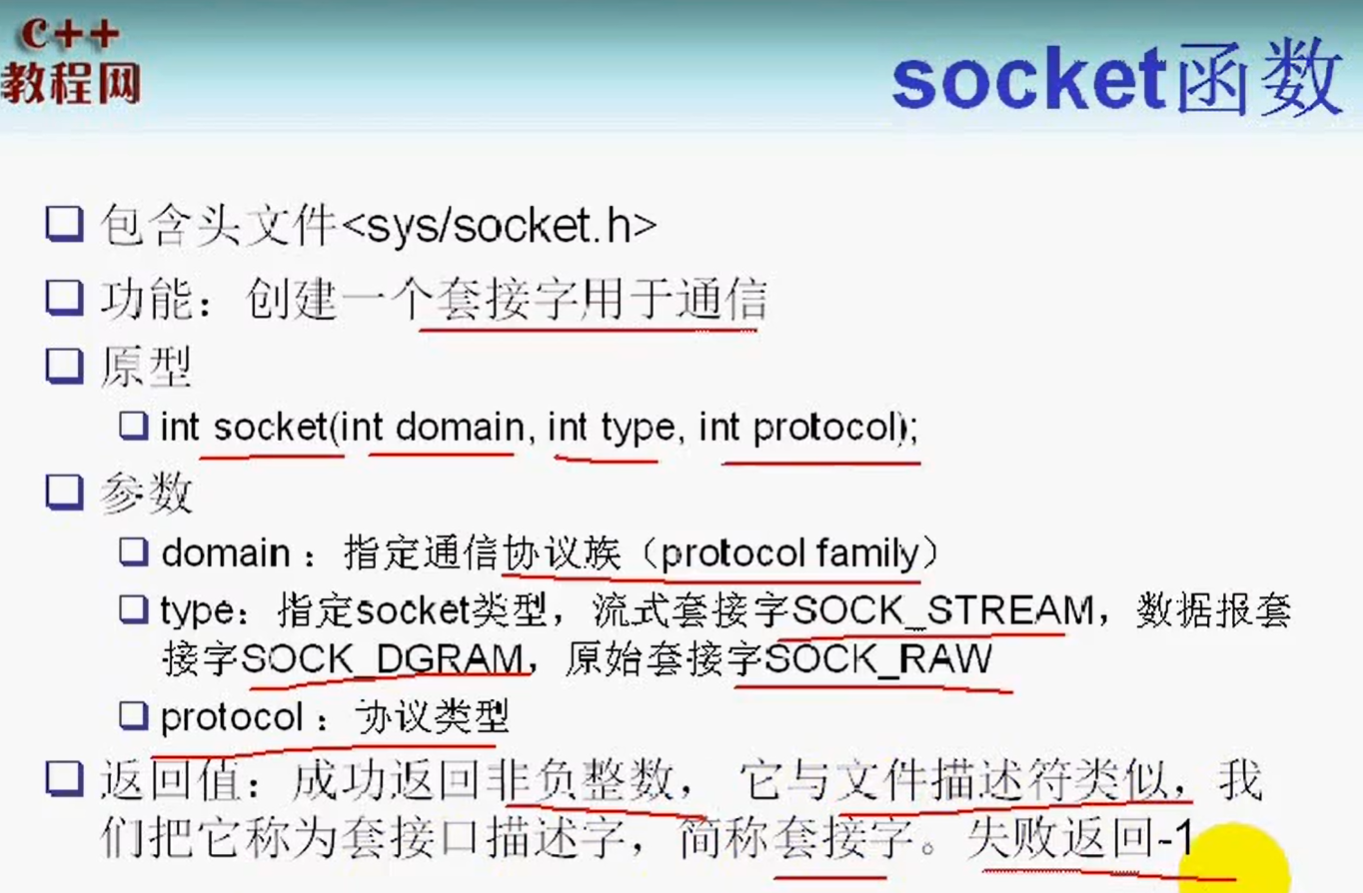 C++
教程网
socket函数
包含头文件<sys/socket.h>
功能：创建一个套接字用于通信
原型
int socket(int domain, int type, int protocol);
参数
domain ：指定通信协议族（protocol family）
type：指定socket类型，流式套接字SOCK_STREAM，数据报套
接字SOCK_DGRAM，原始套接字SOCK_RAW
protocol ：协议类型
返回值：成功返回非负整数， 它与文件描述符类似，我
们把它称为套接口描述字，简称套接字。失败返回-1